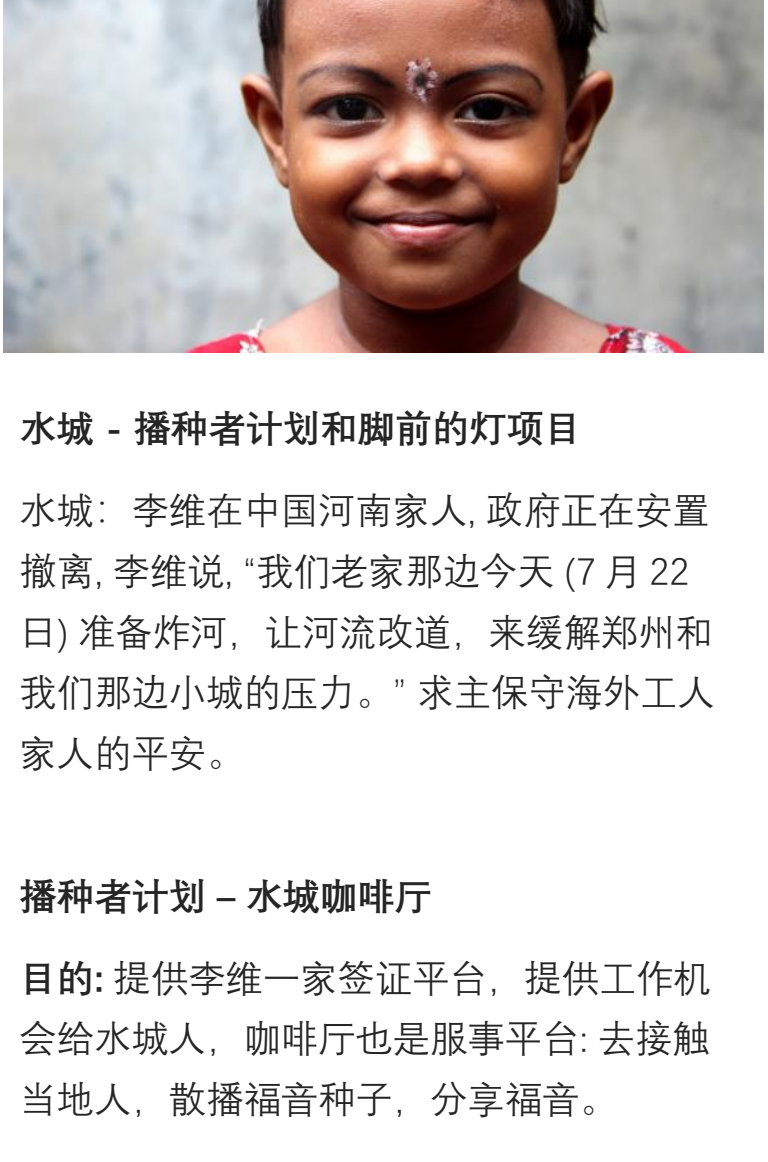 水城 - 播种者计划和脚前的灯项目
水城：李维在中国河南家人, 政府正在安置
撤离, 李维说, “我们老家那边今天 (7 月 22
日) 准备炸河，让河流改道，来缓解郑州和
我们那边小城的压力。” 求主保守海外工人
家人的平安。
播种者计划 – 水城咖啡厅
目的: 提供李维一家签证平台，提供工作机
会给水城人，咖啡厅也是服事平台: 去接触
当地人，散播福音种子，分享福音。